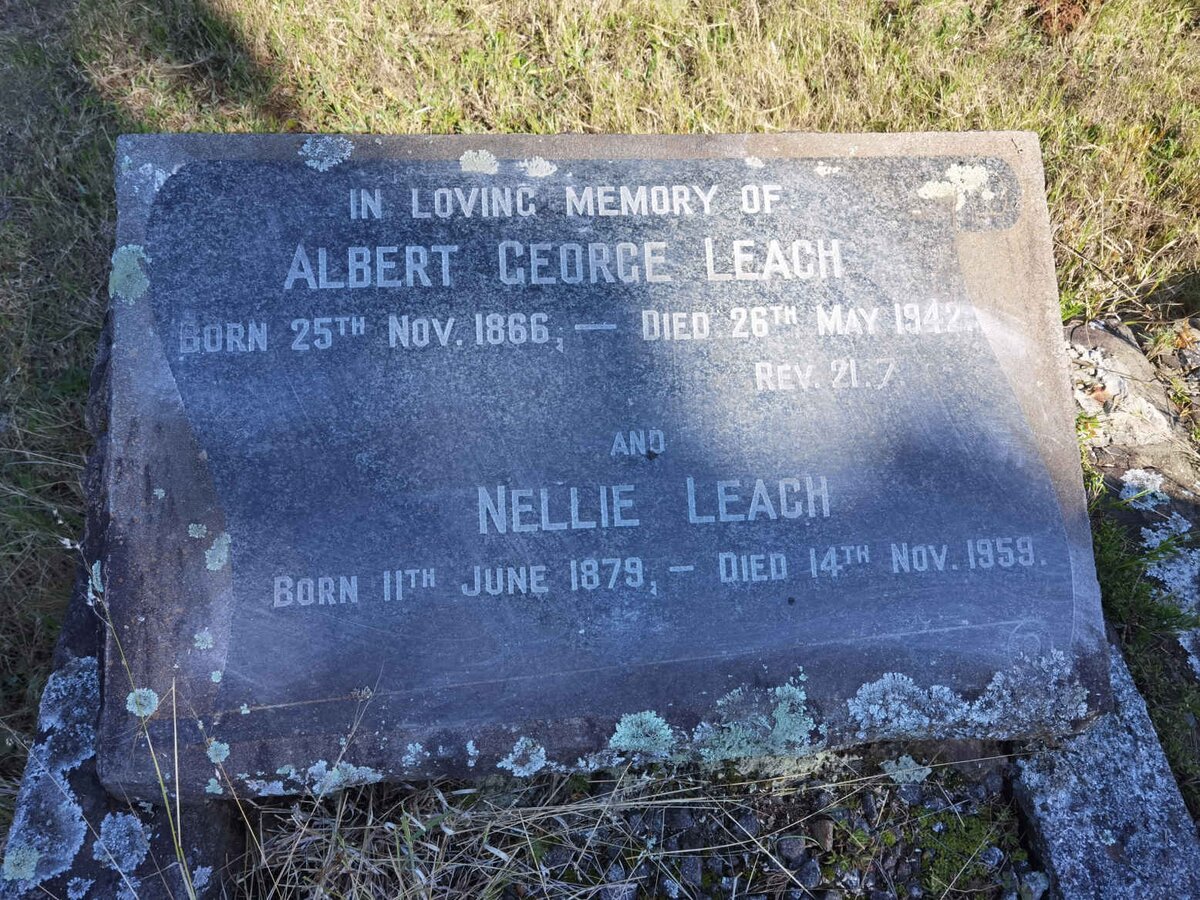 IN LOVING MEMORY OF
ALBERT GEORGE LEACH
BORN 25TH NOV. 1866, — DIED 26TH MAY 1942.
REV. 21.7.
AND
NELLIE LEACH
BORN 11TH JUNE 1879, — DIED 14TH NOV. 1959.